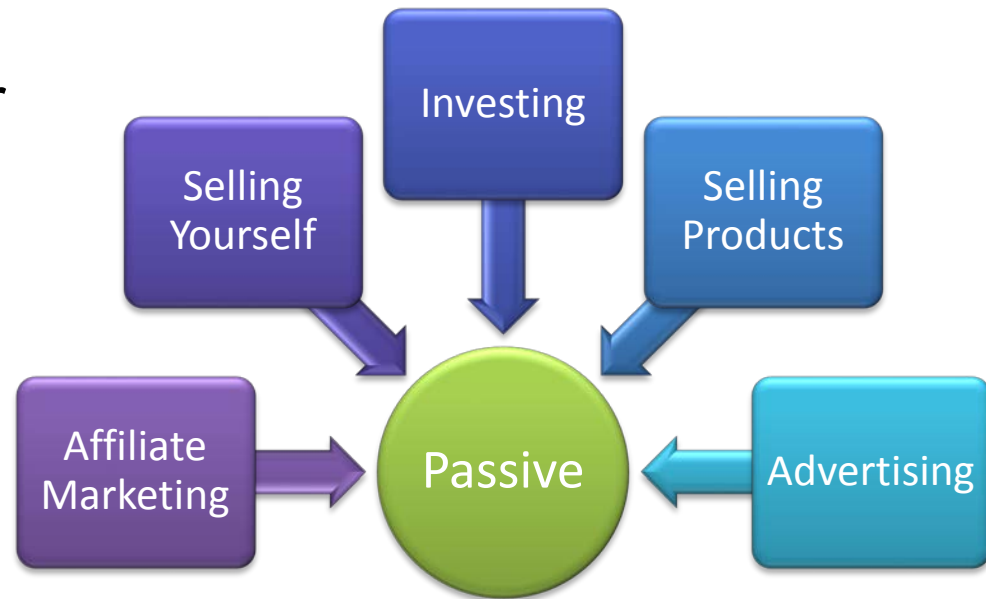 Investing
Selling
Yourself
Selling
Products
Affiliate
Marketing
Passive
Advertising